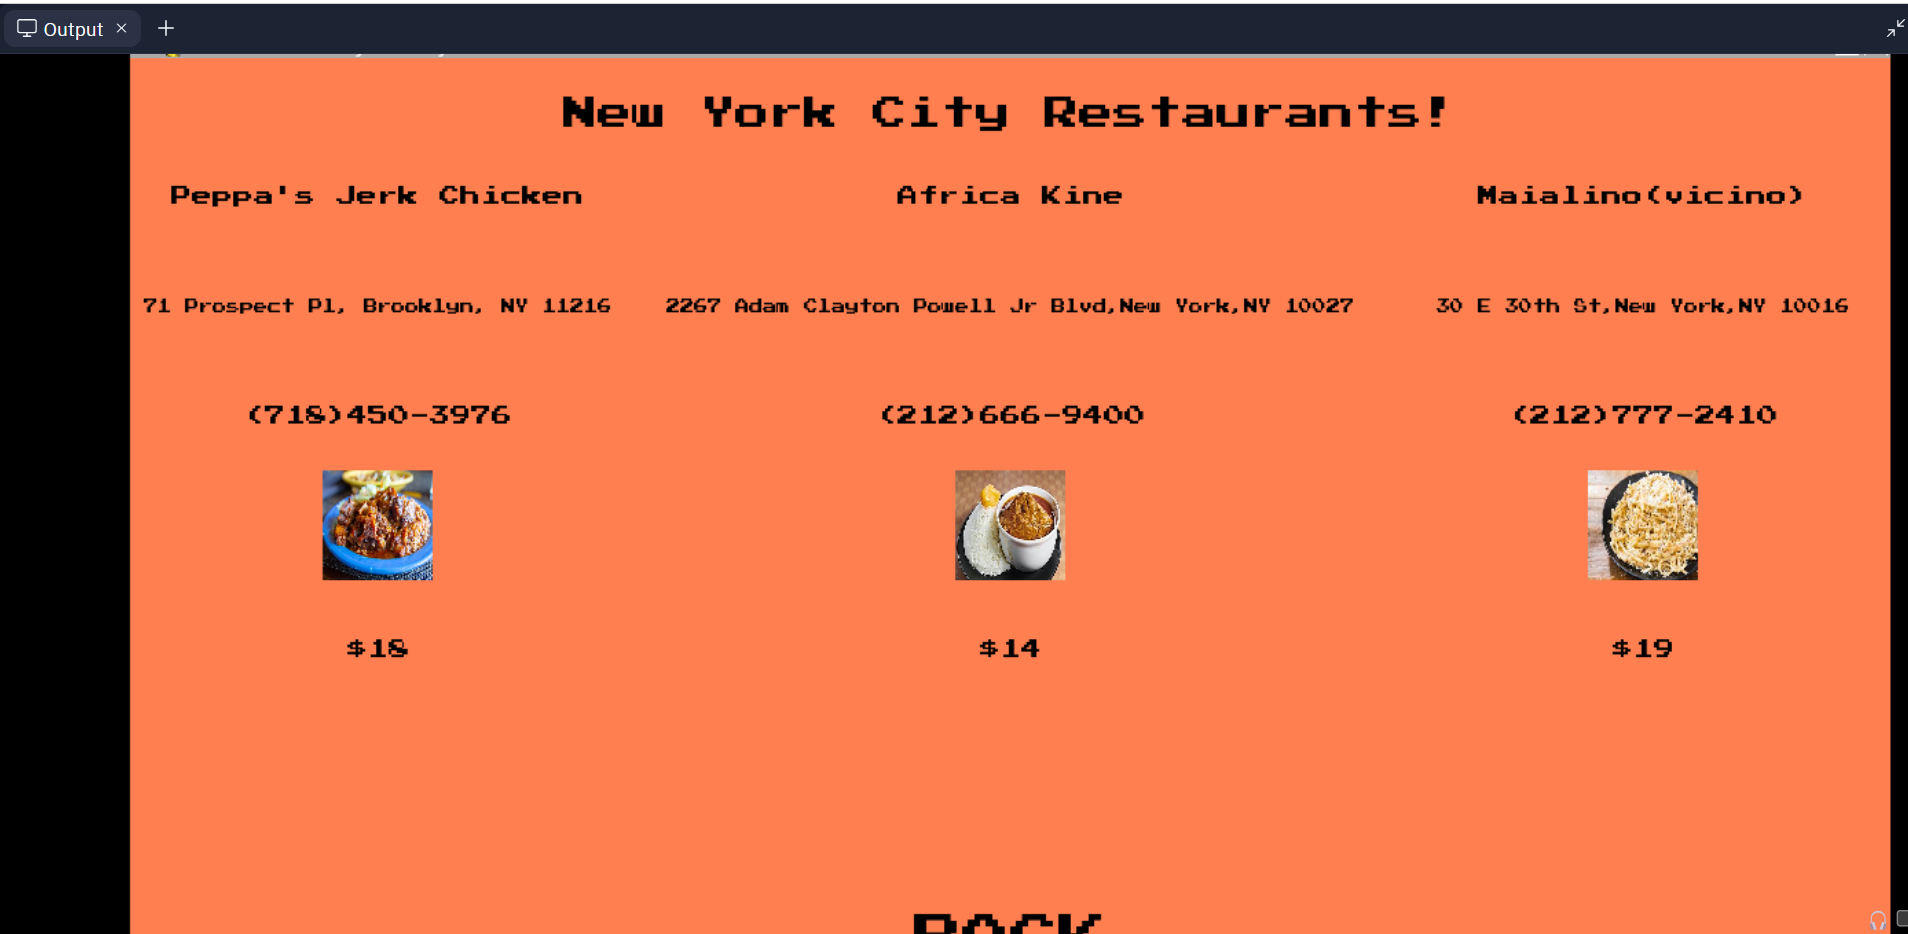 Output
New York City Restaurants!
Peppa's Jerk Chicken
Africa Kine
Maialino(vicino)
71 Prospect Pl, Brooklyn, NY 11216
2267 Adam Clayton Powell Jr Blvd,New York,NY 10027
30 E 30th St,New York,NY 10016
(718)450-3976
(212)666-9400
(212)777-2410
$18
$14
$19